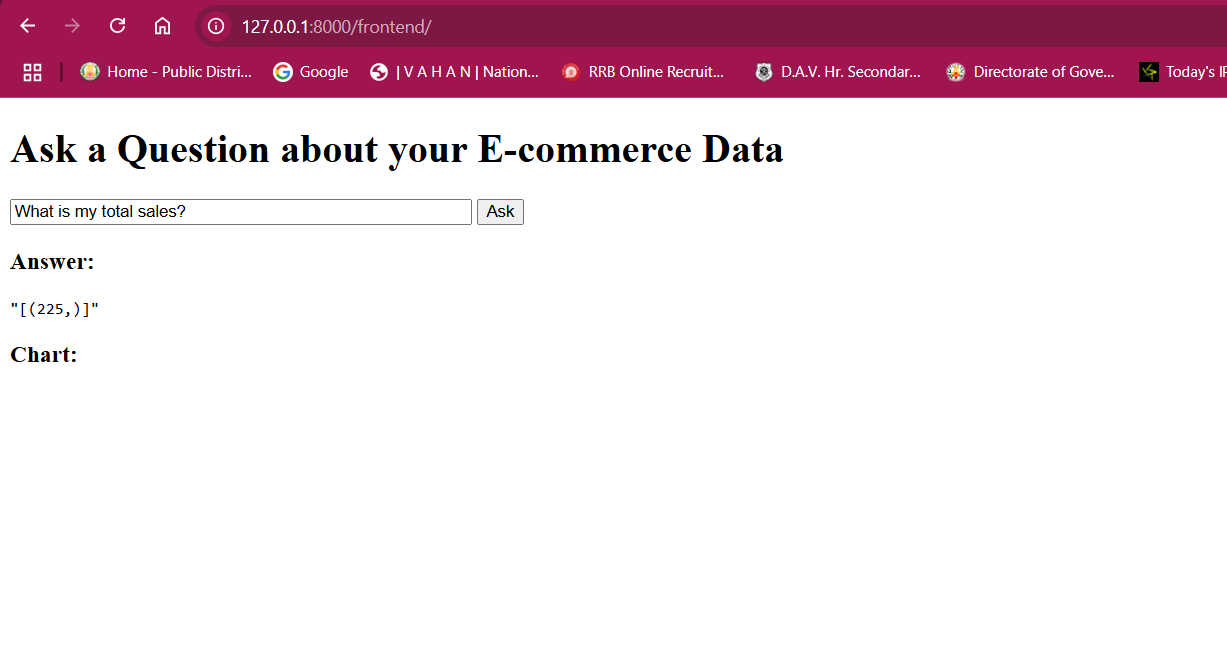 127.0.0.1:8000/frontend/
Home - Public Distri... Google | V A H A N | Nation... RRB Online Recruit... D.A.V. Hr. Secondar... Directorate of Gove... Today's IP
Ask a Question about your E-commerce Data
What is my total sales? Ask
Answer:
"[(225,)]"
Chart: